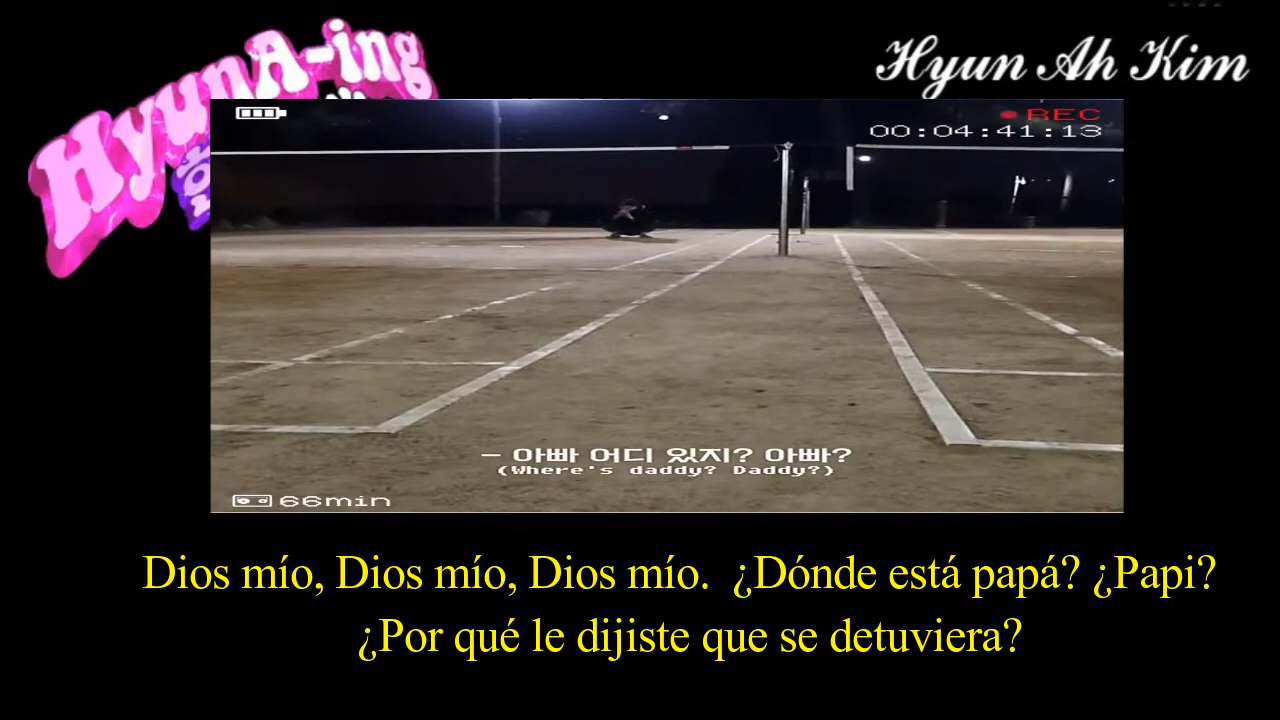 HyunA-ing
Hyun Ah Kim
REC
00:04:41:13
– 아빠 어디 있지? 아빠?
(Where's daddy? Daddy?)
66min
Dios mío, Dios mío, Dios mío. ¿Dónde está papá? ¿Papi?
¿Por qué le dijiste que se detuviera?